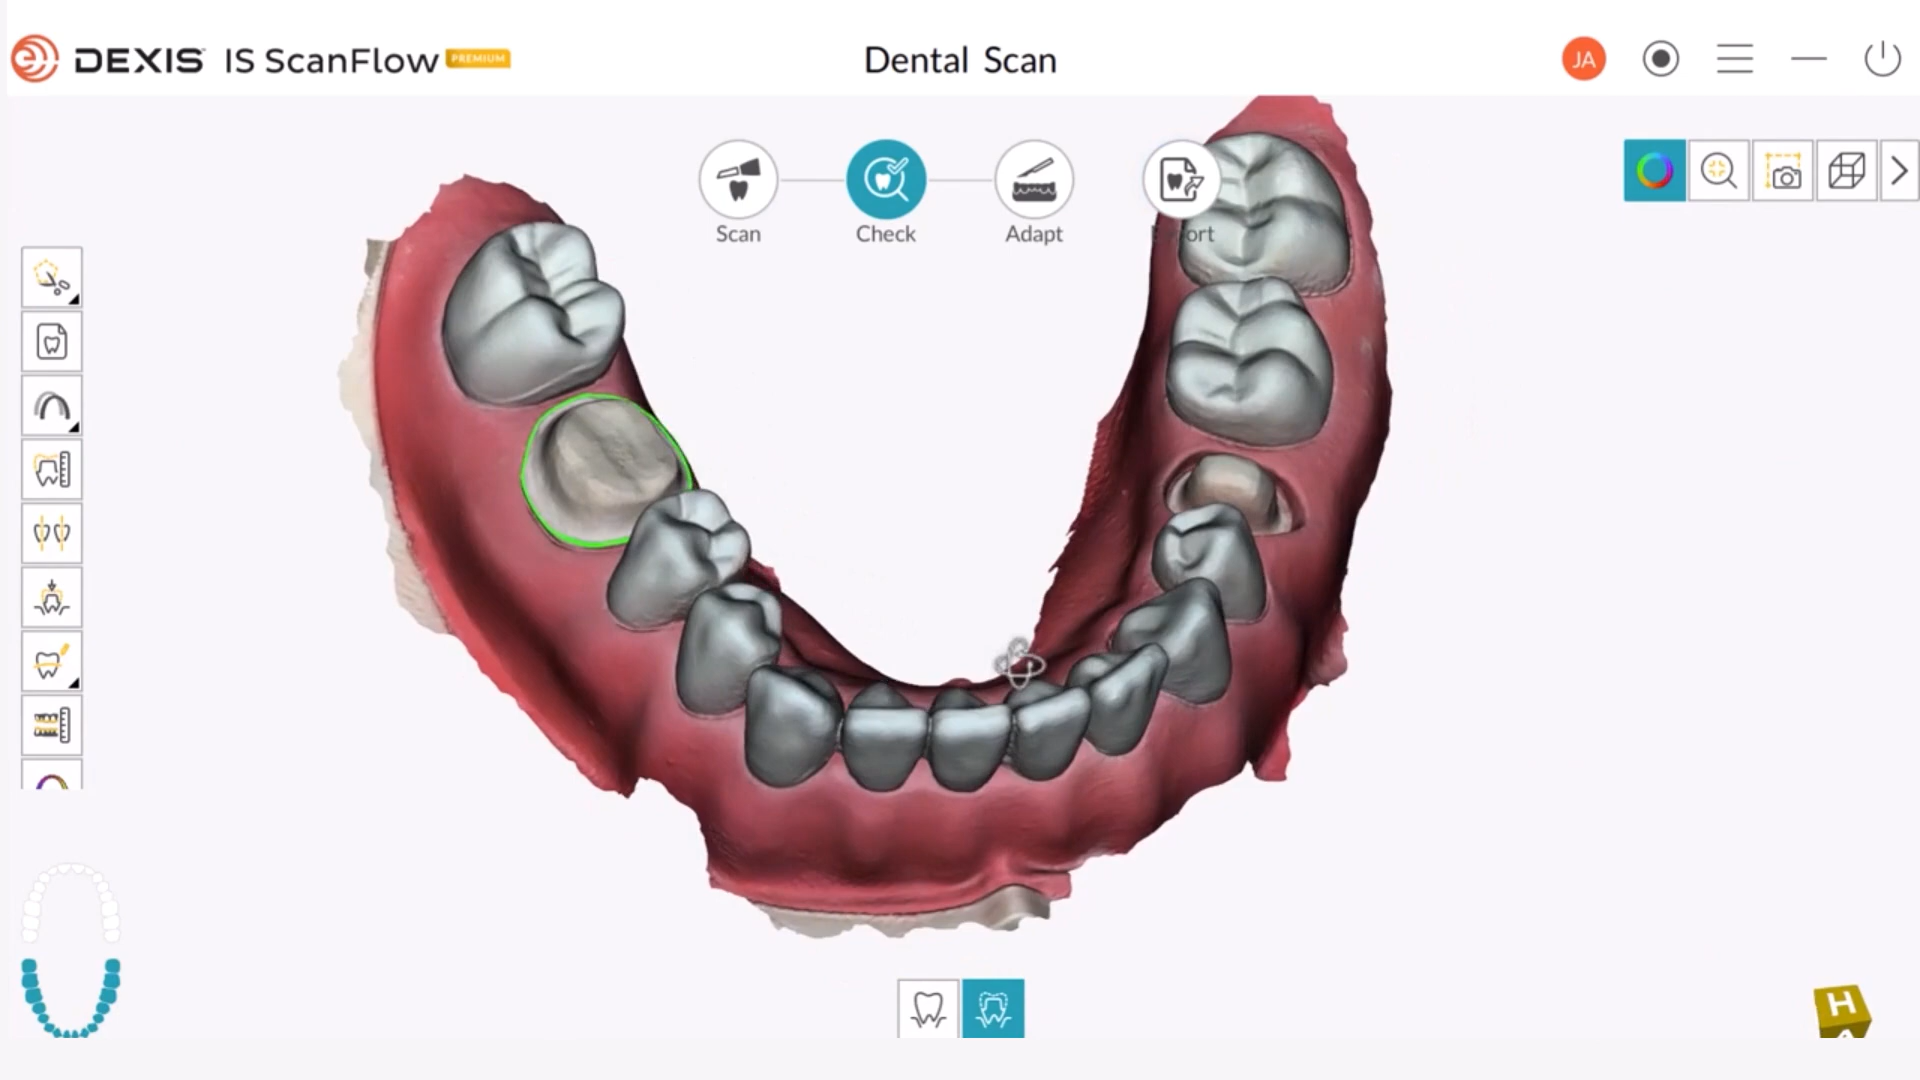 DEXIS IS ScanFlow PREMIUM
Dental Scan
JA
Scan
Check
Adapt
H